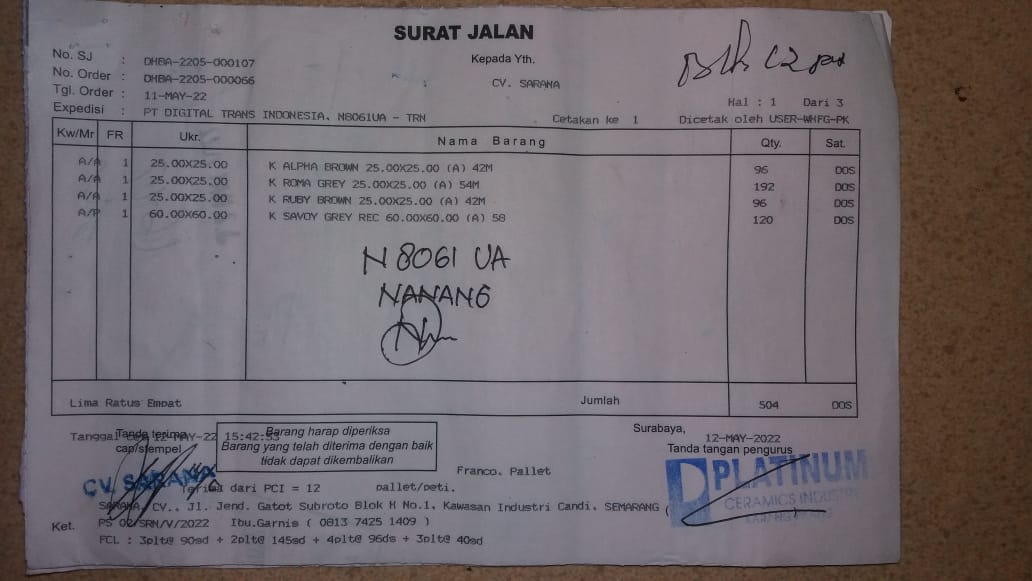 SURAT JALAN
No. SJ : DHBA-2205-000107
No. Order : DHBA-2205-000066
Tgl. Order : 11-MAY-22
Expedisi : PT DIGITAL TRANS INDONESIA. N8061UA - TRN
Kepada Yth.
CV. SARANA
12
Hal : 1 Dari 3
Cetakan ke 1 Dicetak oleh USER-WHFG-PK
Kw/Mr FR Ukr. Nama Barang Qty. Sat.
A/A 1 25.00X25.00 K ALPHA BROWN 25.00X25.00 (A) 42M 96 DOS
A/A 1 25.00X25.00 K ROMA GREY 25.00X25.00 (A) 54M 192 DOS
A/A 1 25.00X25.00 K RUBY BROWN 25.00X25.00 (A) 42M 96 DOS
A/P 1 60.00X60.00 K SAVOY GREY REC 60.00X60.00 (A) 58 120 DOS
N 8061 UA
NANANG
Lima Ratus Empat Jumlah 504 DOS
Tanggal 12-MAY-22 15:42:53
Tanda terima
cap/stempel
Barang harap diperiksa
Barang yang telah diterima dengan baik
tidak dapat dikembalikan
Surabaya, 12-MAY-2022
Tanda tangan pengurus
CV. SARANA
PLATINUM
CERAMICS INDUSTRY
Franco. Pallet
Terima dari PCI = 12 pallet/peti.
SARANA, CV.. Jl. Jend. Gatot Subroto Blok H No.1, Kawasan Industri Candi. SEMARANG (
Ket. PS 02/SRN/V/2022 Ibu.Garnis ( 0813 7425 1409 )
FCL : 3plt@ 90sd + 2plt@ 145sd + 4plt@ 96ds + 3plt@ 40sd